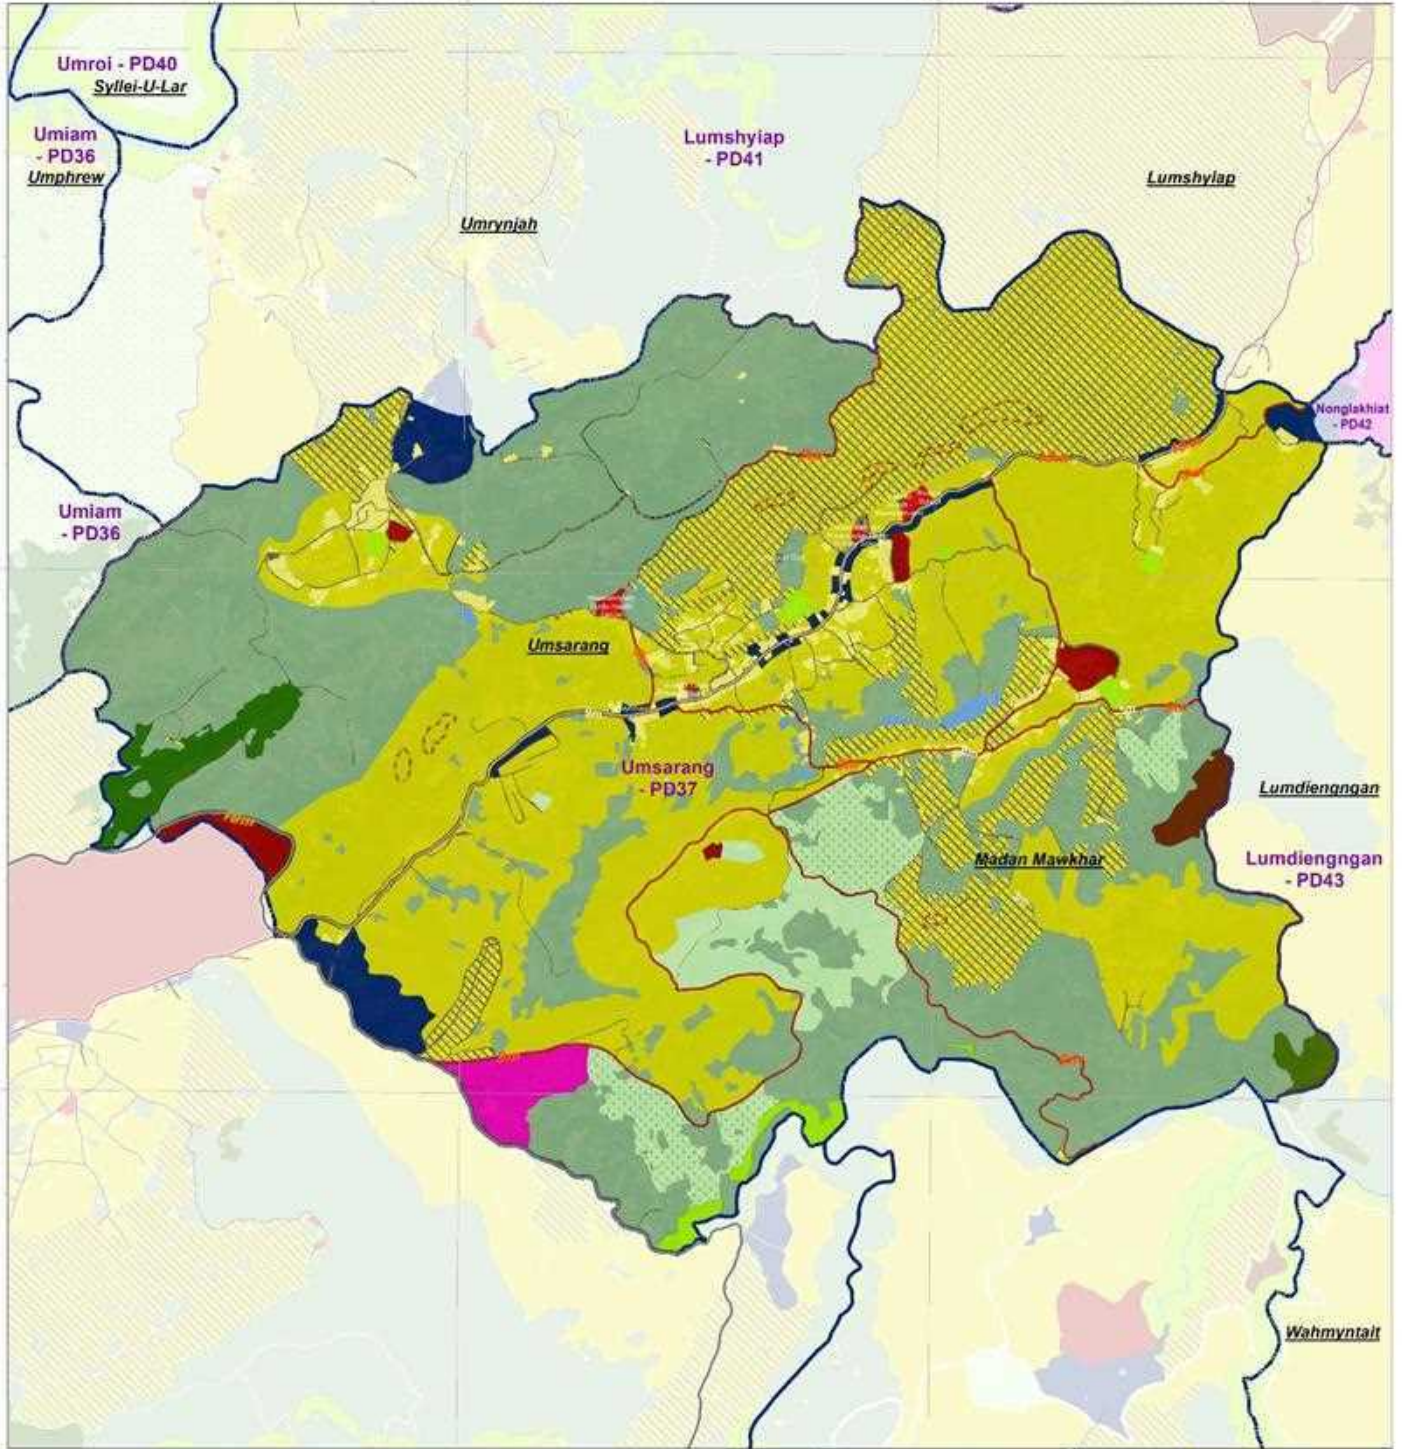 Umroi - PD40
Syllei-U-Lar
Umiam
- PD36
Umphrew
Lumshyiap
- PD41
Lumshyiap
Umrynjah
Nonglakhiat
- PD42
Umiam
- PD36
Umsarang
Umsarang
- PD37
Lumdiengngan
Madan Mawkhar
Lumdiengngan
- PD43
Wahmyntait